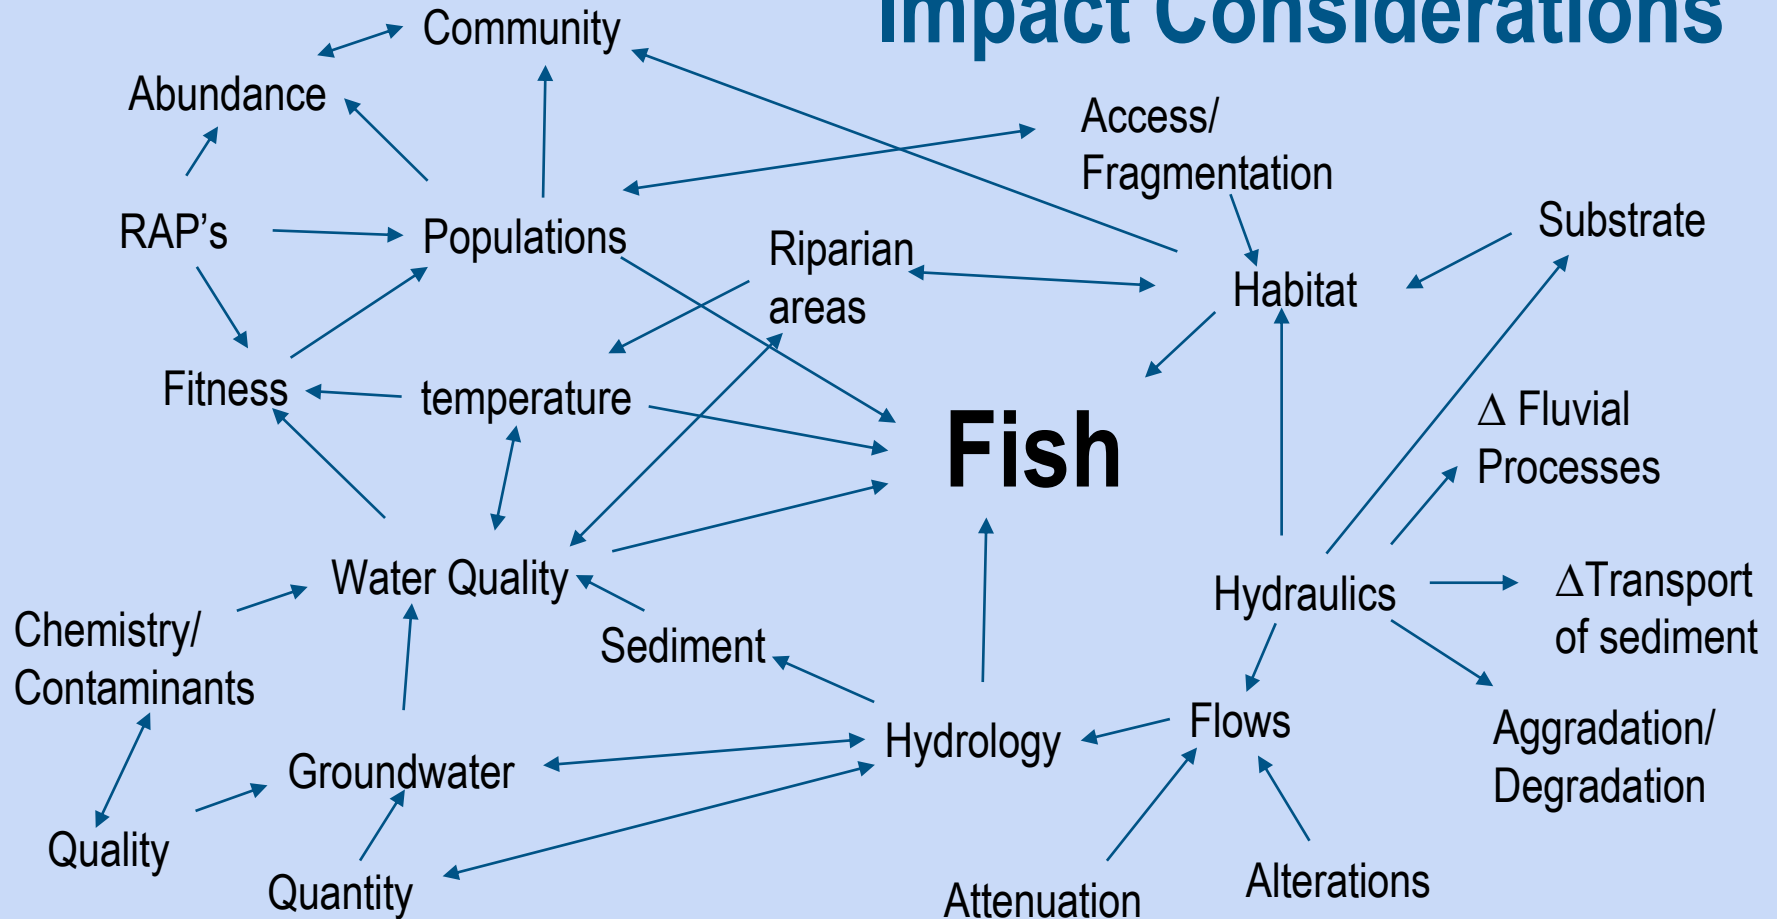 Impact Considerations
Community
Abundance
Access/
Fragmentation
Substrate
RAP's
Populations
Riparian
areas
Habitat
Fitness
temperature
Fish
Δ Fluvial
Processes
Water Quality
Hydraulics
ΔTransport
of sediment
Chemistry/
Contaminants
Sediment
Hydrology
Flows
Aggradation/
Degradation
Groundwater
Quality
Quantity
Attenuation
Alterations